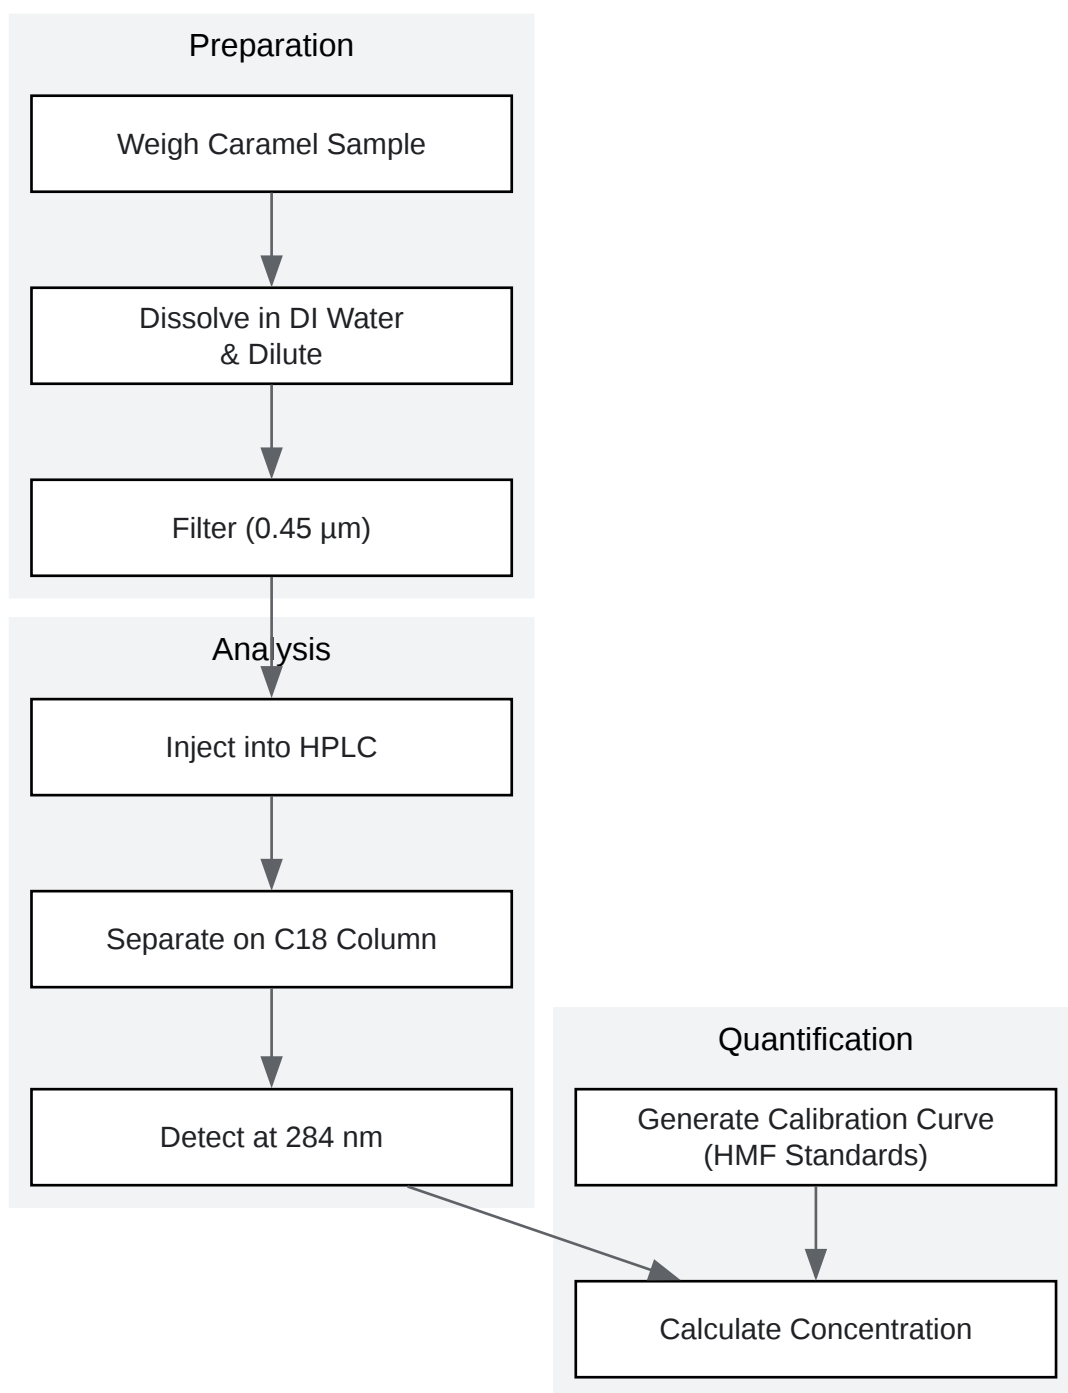 Preparation
Weigh Caramel Sample
Dissolve in DI Water
& Dilute
Filter (0.45 µm)
Analysis
Inject into HPLC
Separate on C18 Column
Detect at 284 nm
Quantification
Generate Calibration Curve
(HMF Standards)
Calculate Concentration